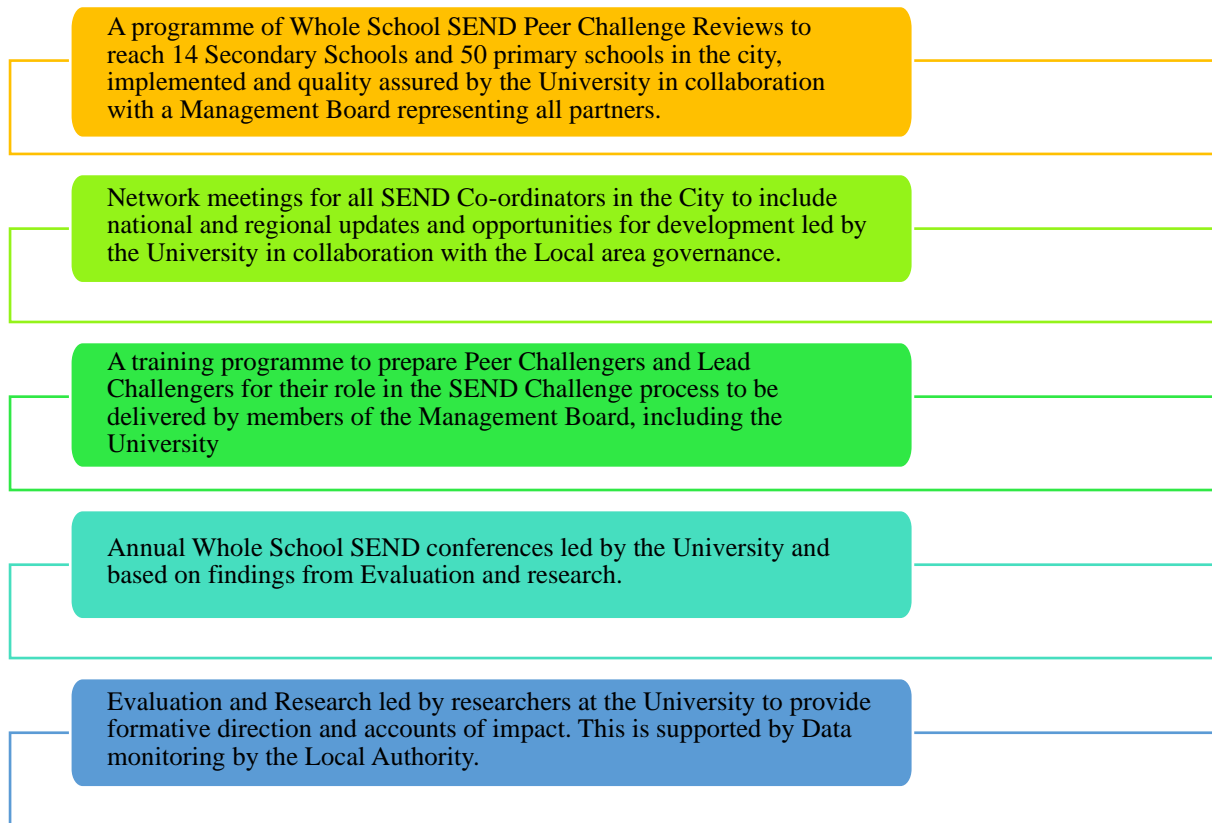 A programme of Whole School SEND Peer Challenge Reviews to
reach 14 Secondary Schools and 50 primary schools in the city,
implemented and quality assured by the University in collaboration
with a Management Board representing all partners.
Network meetings for all SEND Co-ordinators in the City to include
national and regional updates and opportunities for development led by
the University in collaboration with the Local area governance.
A training programme to prepare Peer Challengers and Lead
Challengers for their role in the SEND Challenge process to be
delivered by members of the Management Board, including the
University
Annual Whole School SEND conferences led by the University and
based on findings from Evaluation and research.
Evaluation and Research led by researchers at the University to provide
formative direction and accounts of impact. This is supported by Data
monitoring by the Local Authority.